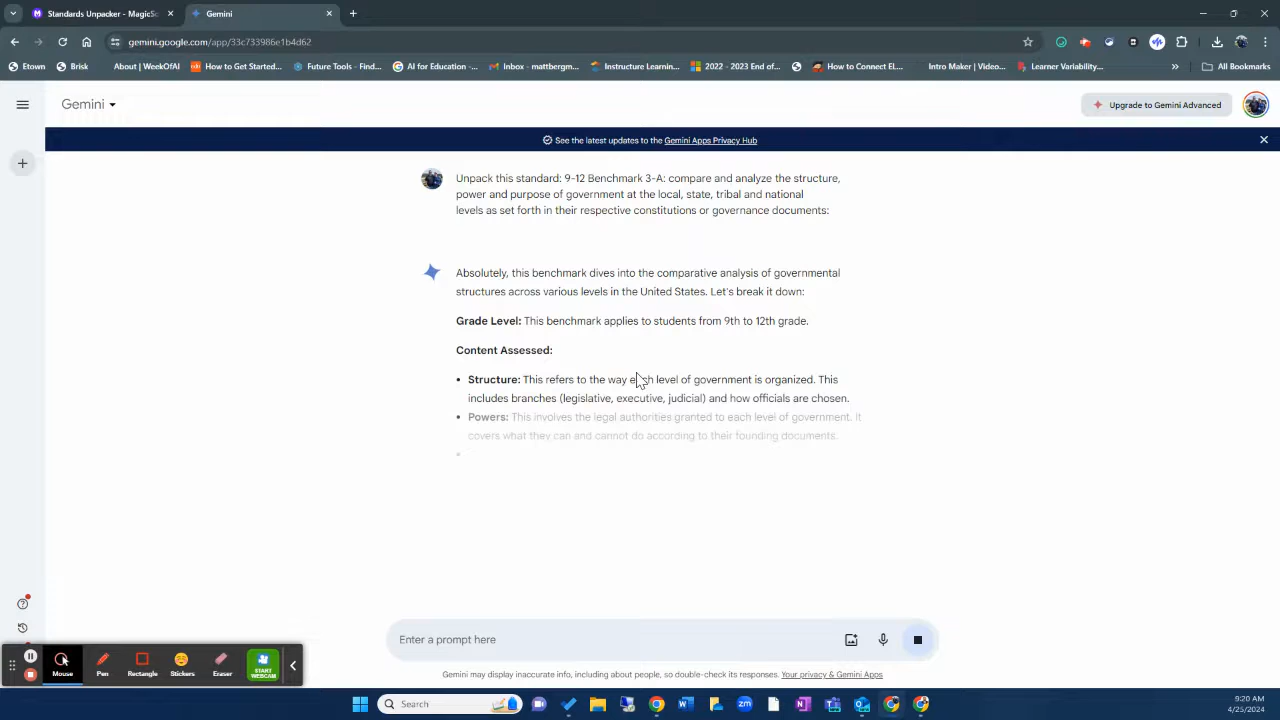 Standards Unpacker - MagicSc
Gemini
gemini.google.com/app/33c733986e1b4d62
Etown
Brisk
About | WeekOfAI
How to Get Started...
Future Tools - Find...
AI for Education -...
Inbox - mattbergm...
Instructure Learnin...
2022 - 2023 End of...
How to Connect EL...
Intro Maker | Video...
Learner Variability...
All Bookmarks
Gemini
Upgrade to Gemini Advanced
See the latest updates to the Gemini Apps Privacy Hub
Unpack this standard: 9-12 Benchmark 3-A: compare and analyze the structure,
power and purpose of government at the local, state, tribal and national
levels as set forth in their respective constitutions or governance documents:
Absolutely, this benchmark dives into the comparative analysis of governmental
structures across various levels in the United States. Let's break it down:
Grade Level: This benchmark applies to students from 9th to 12th grade.
Content Assessed:
• Structure: This refers to the way each level of government is organized. This
includes branches (legislative, executive, judicial) and how officials are chosen.
• Powers: This involves the legal authorities granted to each level of government. It
covers what they can and cannot do according to their founding documents.
•
Enter a prompt here
Gemini may display inaccurate info, including about people, so double-check its responses. Your privacy & Gemini Apps
Mouse
Pen
Rectangle
Stickers
Eraser
START
WEBCAM
Search
9:20 AM
4/25/2024